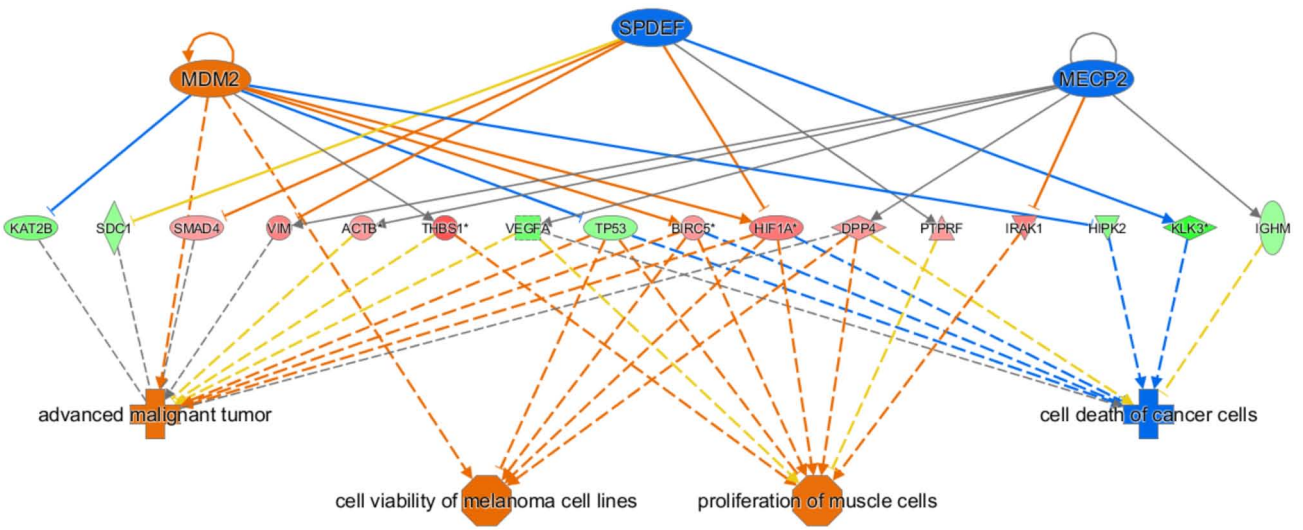 SPDEF
MDM2
MECP2
KAT2B
SDC1
SMAD4
VIM
ACTB*
THBS1*
VEGFA
TP53
BIRC5*
HIF1A*
DPP4
PTPRF
IRAK1
HIPK2
KLK3*
IGHM
advanced malignant tumor
cell death of cancer cells
cell viability of melanoma cell lines
proliferation of muscle cells